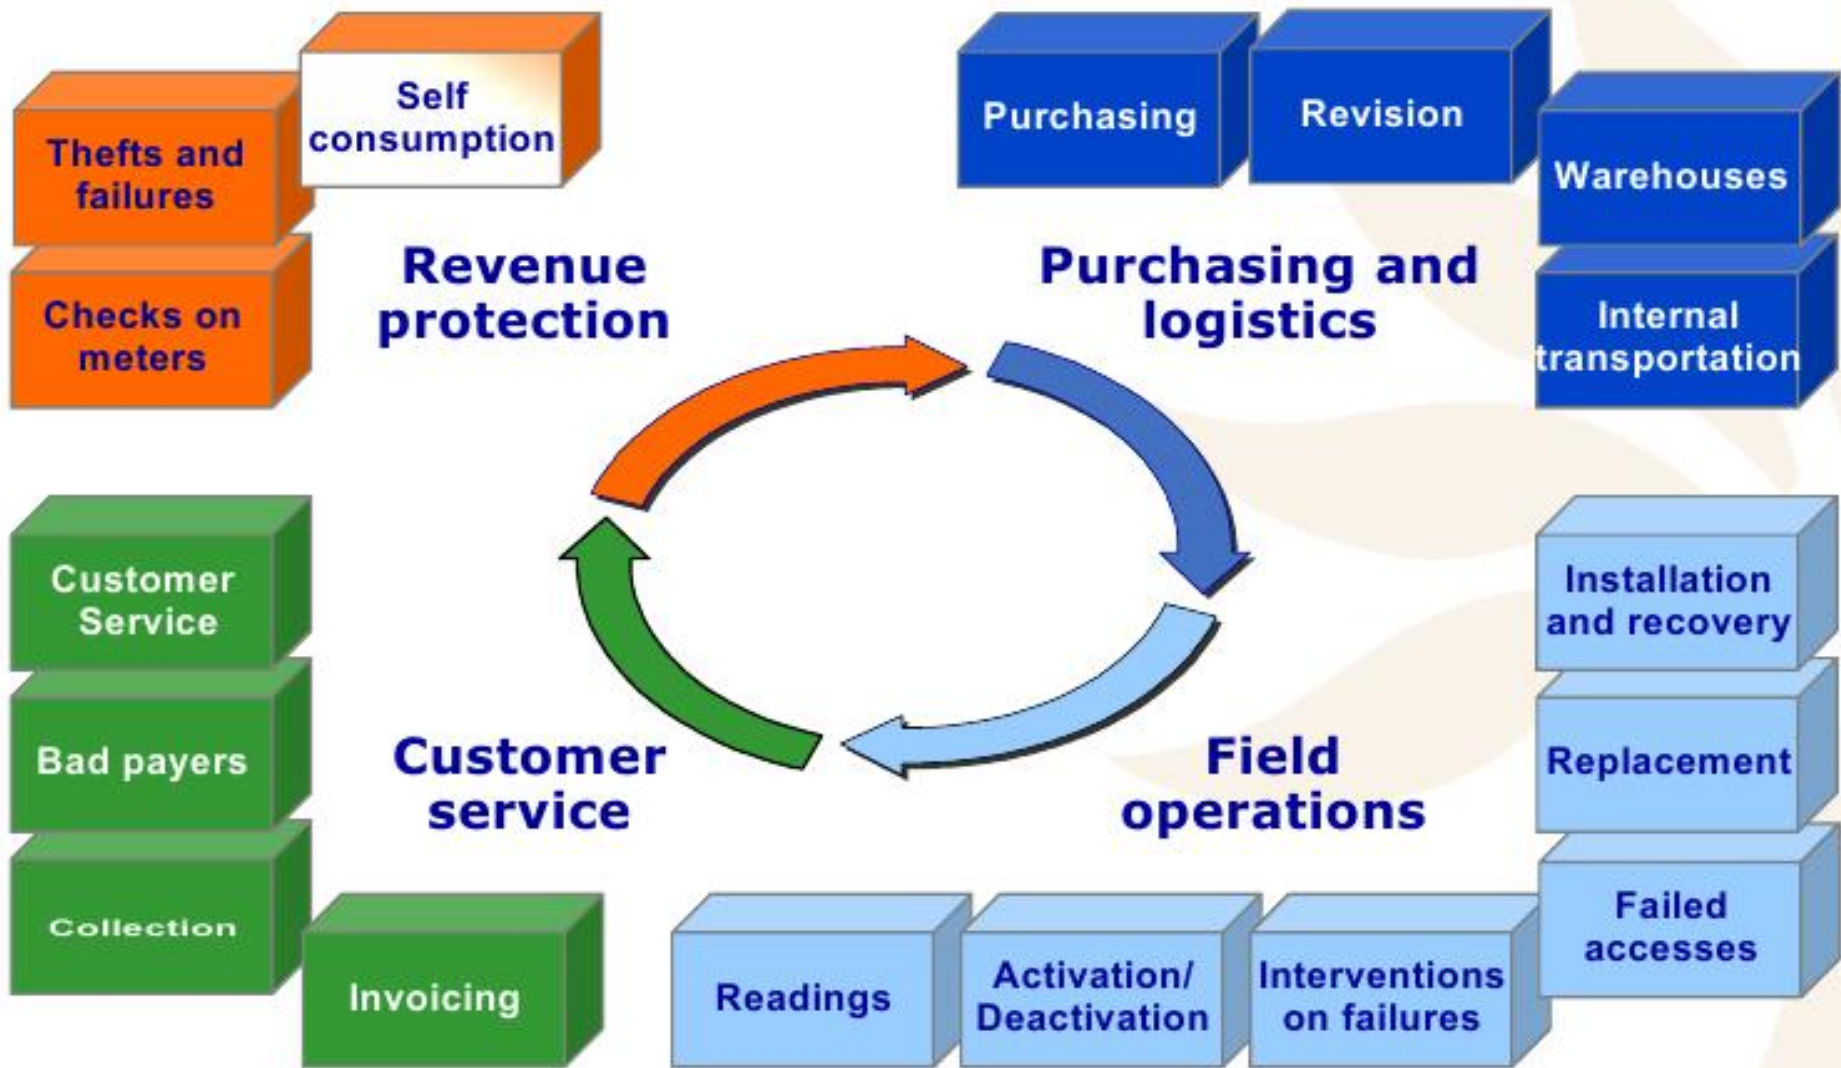 Self
consumption
Thefts and
failures
Checks on
meters
Revenue
protection
Purchasing
Revision
Warehouses
Internal
transportation
Purchasing and
logistics
Customer
Service
Bad payers
Collection
Invoicing
Customer
service
Field
operations
Installation
and recovery
Replacement
Failed
accesses
Readings
Activation/
Deactivation
Interventions
on failures